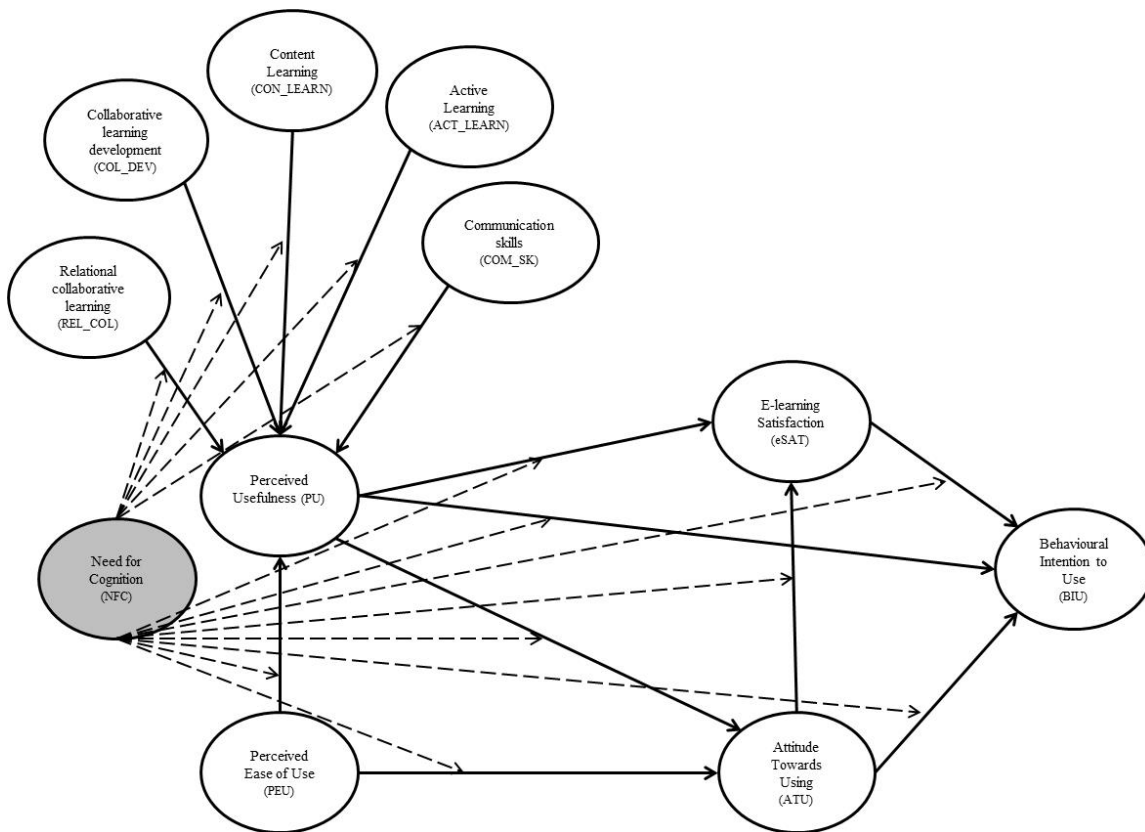 Content
Learning
(CON_LEARN)
Active
Learning
(ACT_LEARN)
Collaborative
learning
development
(COL_DEV)
Communication
skills
(COM_SK)
Relational
collaborative
learning
(REL_COL)
E-learning
Satisfaction
(eSAT)
Perceived
Usefulness (PU)
Need for
Cognition
(NFC)
Behavioural
Intention to
Use
(BIU)
Perceived
Ease of Use
(PEU)
Attitude
Towards
Using
(ATU)